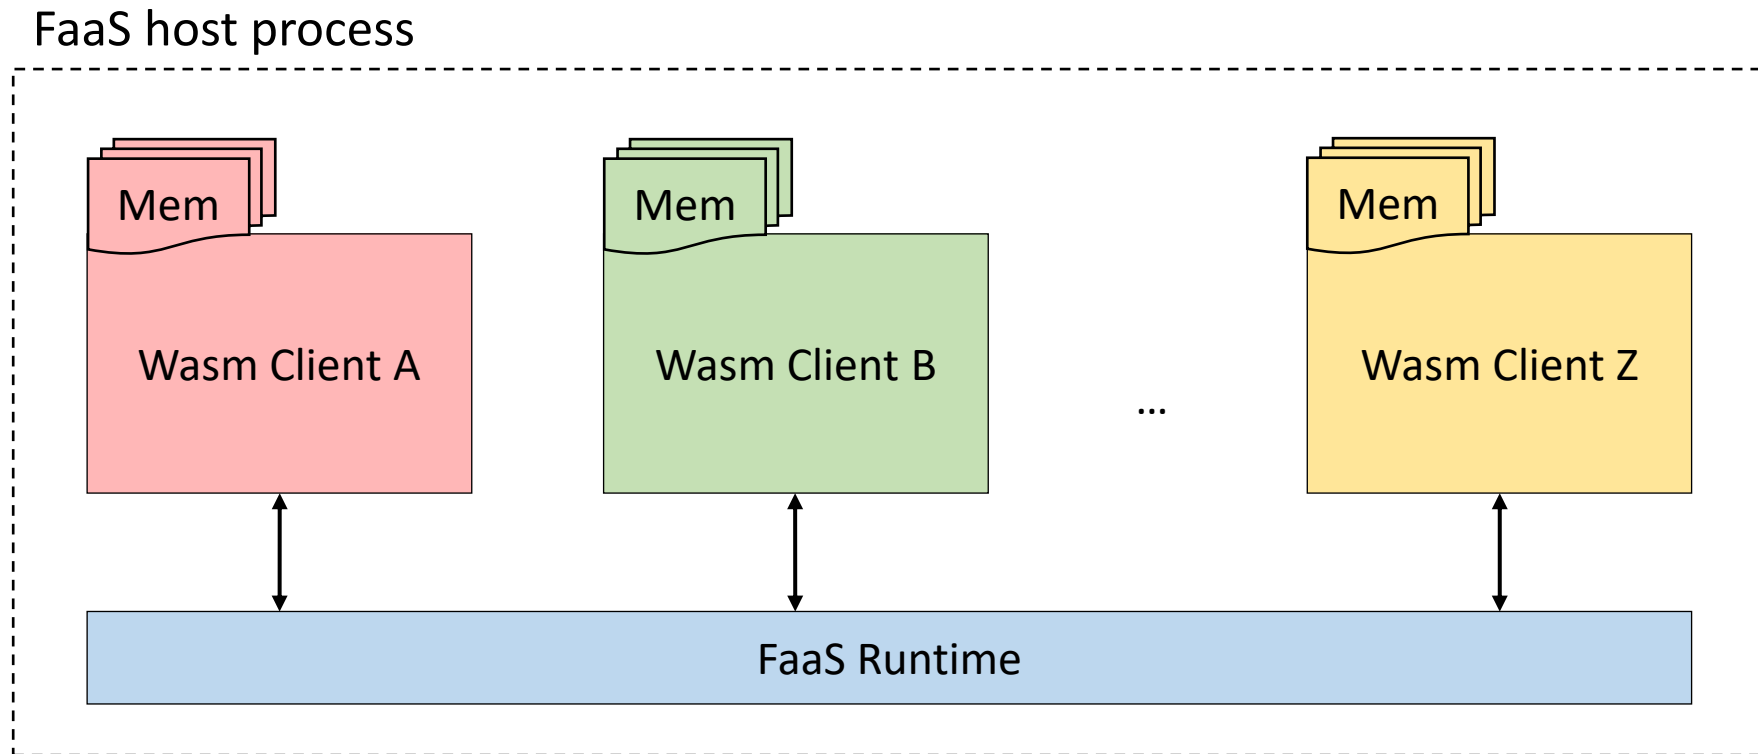 FaaS host process
Mem
Mem
Mem
Wasm Client A
Wasm Client B
...
Wasm Client Z
FaaS Runtime